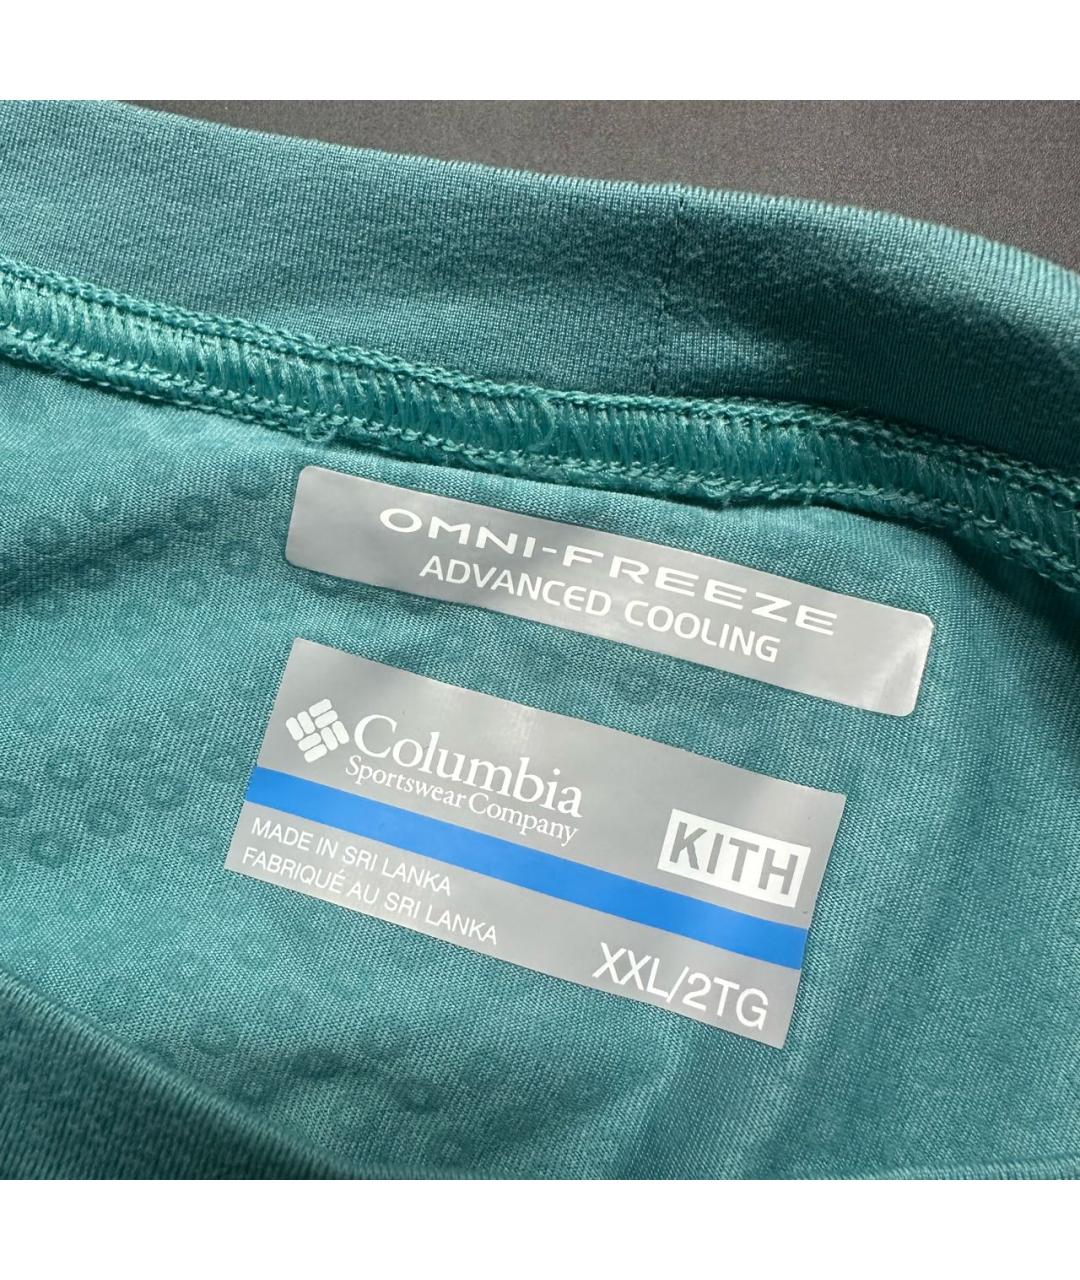 OMNI-FREEZE
ADVANCED COOLING
Columbia
Sportswear Company
KITH
MADE IN SRI LANKA
FABRIQUÉ AU SRI LANKA
XXL/2TG